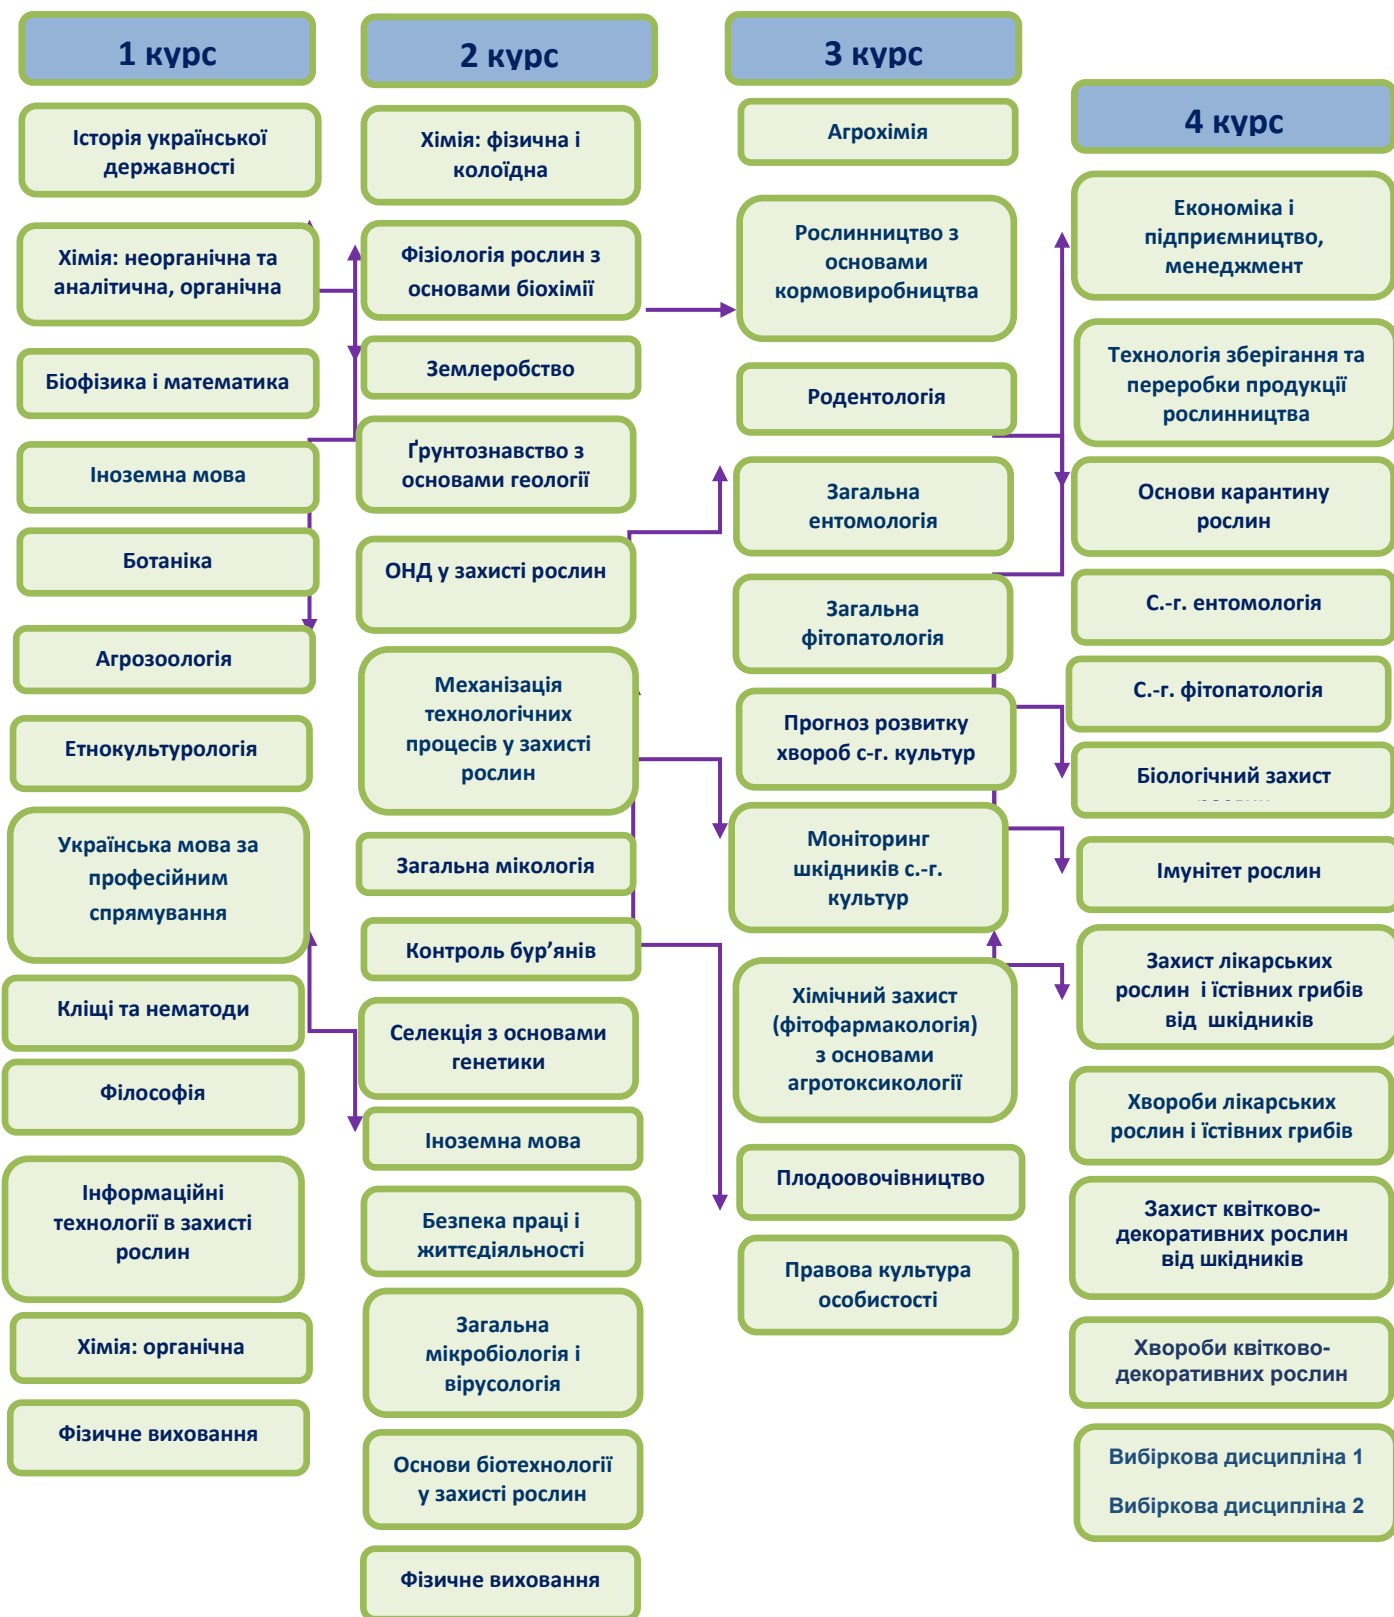 1 курс
Історія української
державності
Хімія: неорганічна та
аналітична, органічна
Біофізика і математика
Іноземна мова
Ботаніка
Агрозоологія
Етнокультурологія
Українська мова за
професійним
спрямування
Кліщі та нематоди
Філософія
Інформаційні
технології в захисті
рослин
Хімія: органічна
Фізичне виховання
2 курс
Хімія: фізична і
колоїдна
Фізіологія рослин з
основами біохімії
Землеробство
Ґрунтознавство з
основами геології
ОНД у захисті рослин
Механізація
технологічних
процесів у захисті
рослин
Загальна мікологія
Контроль бур’янів
Селекція з основами
генетики
Іноземна мова
Безпека праці і
життєдіяльності
Загальна
мікробіологія і
вірусологія
Основи біотехнології
у захисті рослин
Фізичне виховання
3 курс
Агрохімія
Рослинництво з
основами
кормовиробництва
Родентологія
Загальна
ентомологія
Загальна
фітопатологія
Прогноз розвитку
хвороб с-г. культур
Моніторинг
шкідників с.-г.
культур
Хімічний захист
(фітофармакологія)
з основами
агротоксикології
Плодоовочівництво
Правова культура
особистості
4 курс
Економіка і
підприємництво,
менеджмент
Технологія зберігання та
переробки продукції
рослинництва
Основи карантину
рослин
С.-г. ентомологія
С.-г. фітопатологія
Біологічний захист
Імунітет рослин
Захист лікарських
рослин і їстівних грибів
від шкідників
Хвороби лікарських
рослин і їстівних грибів
Захист квітково-
декоративних рослин
від шкідників
Хвороби квітково-
декоративних рослин
Вибіркова дисципліна 1
Вибіркова дисципліна 2